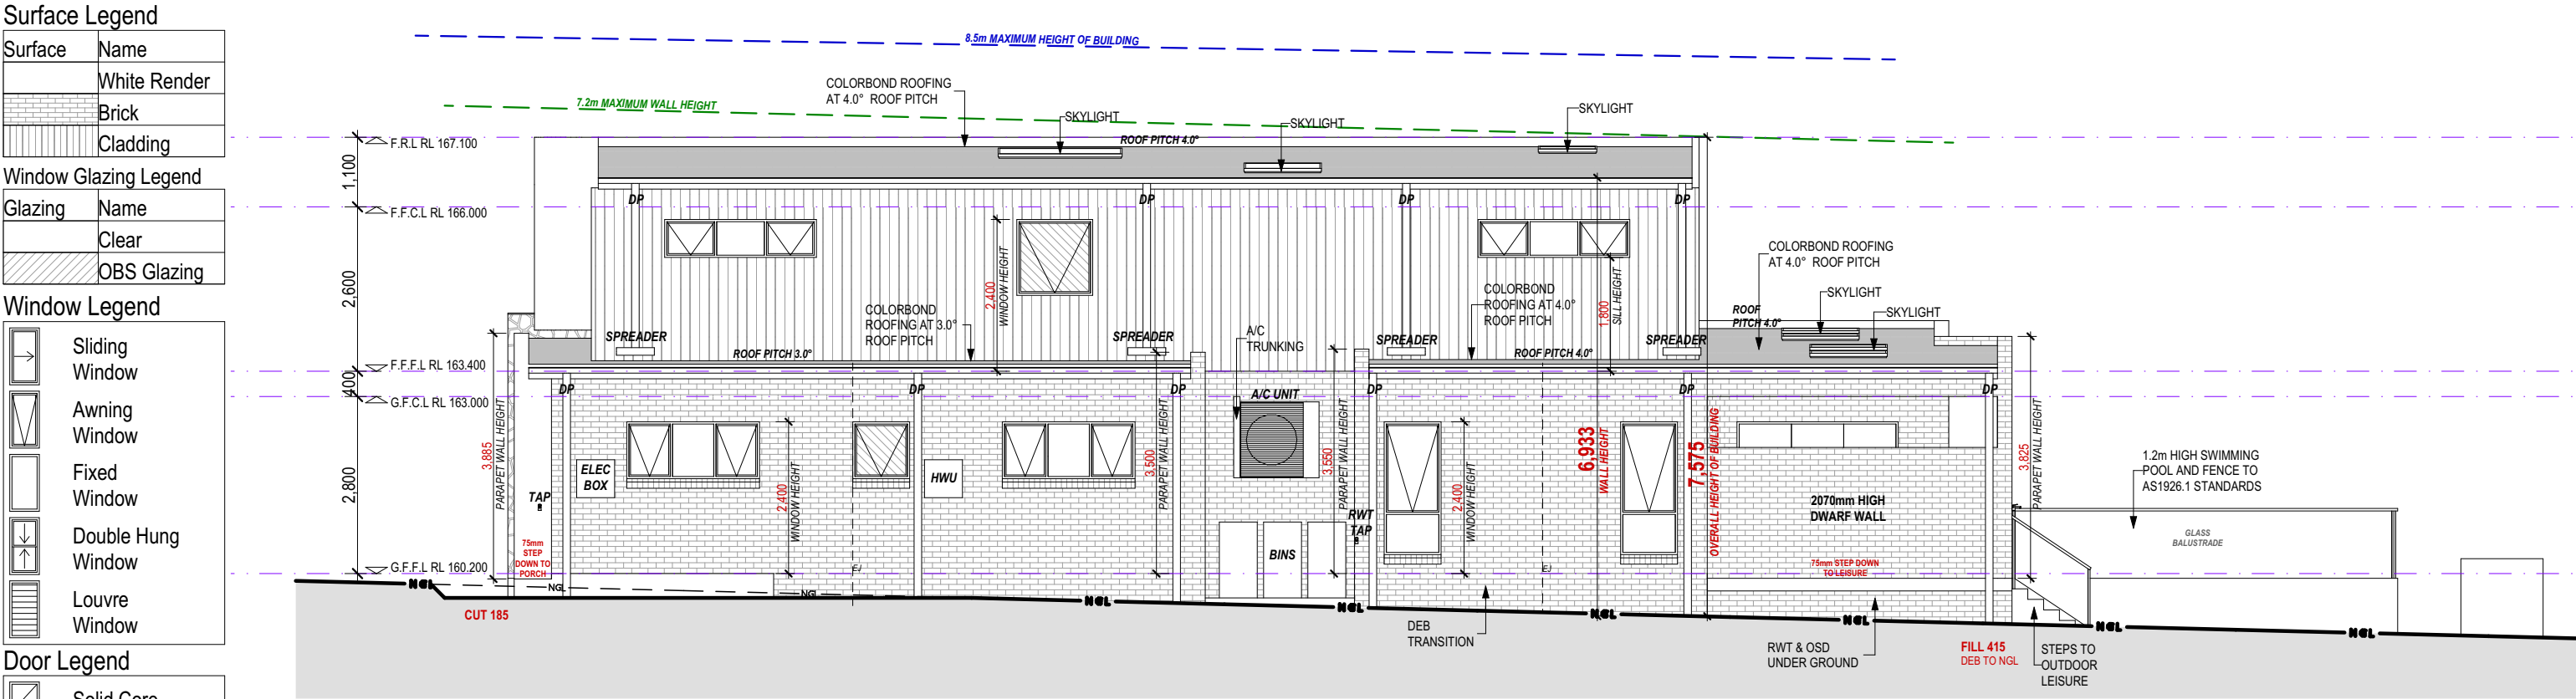 Surface Legend
Surface Name
White Render
Brick
Cladding
Window Glazing Legend
Glazing Name
Clear
OBS Glazing
Window Legend
Sliding
Window
Awning
Window
Fixed
Window
Double Hung
Window
Louvre
Window
Door Legend
8.5m MAXIMUM HEIGHT OF BUILDING
7.2m MAXIMUM WALL HEIGHT
COLORBOND ROOFING
AT 4.0° ROOF PITCH
SKYLIGHT
SKYLIGHT
SKYLIGHT
ROOF PITCH 4.0°
F.R.L RL 167.100
1,100
F.F.C.L RL 166.000
2,600
F.F.F.L RL 163.400
400
G.F.C.L RL 163.000
2,800
G.F.F.L RL 160.200
DP
DP
DP
DP
2,400
WINDOW HEIGHT
1,800
SILL HEIGHT
COLORBOND
ROOFING AT 3.0°
ROOF PITCH
COLORBOND
ROOFING AT 4.0°
ROOF PITCH
COLORBOND ROOFING
AT 4.0° ROOF PITCH
SKYLIGHT
SKYLIGHT
ROOF
PITCH 4.0°
SPREADER
SPREADER
SPREADER
SPREADER
ROOF PITCH 3.0°
ROOF PITCH 4.0°
A/C
TRUNKING
DP
DP
DP
DP
DP
DP
A/C UNIT
3,885
PARAPET WALL HEIGHT
TAP
ELEC
BOX
2,400
WINDOW HEIGHT
HWU
3,500
PARAPET WALL HEIGHT
BINS
3,550
PARAPET WALL HEIGHT
RWT
TAP
2,400
WINDOW HEIGHT
6,933
WALL HEIGHT
7,575
OVERALL HEIGHT OF BUILDING
2070mm HIGH
DWARF WALL
3,825
PARAPET WALL HEIGHT
75mm
STEP
DOWN TO
PORCH
75mm STEP DOWN
TO LEISURE
1.2m HIGH SWIMMING
POOL AND FENCE TO
AS1926.1 STANDARDS
GLASS
BALUSTRADE
EJ
EJ
NGL
NGL
NGL
NGL
NGL
NGL
NGL
NGL
NGL
CUT 185
DEB
TRANSITION
RWT & OSD
UNDER GROUND
FILL 415
DEB TO NGL
STEPS TO
OUTDOOR
LEISURE